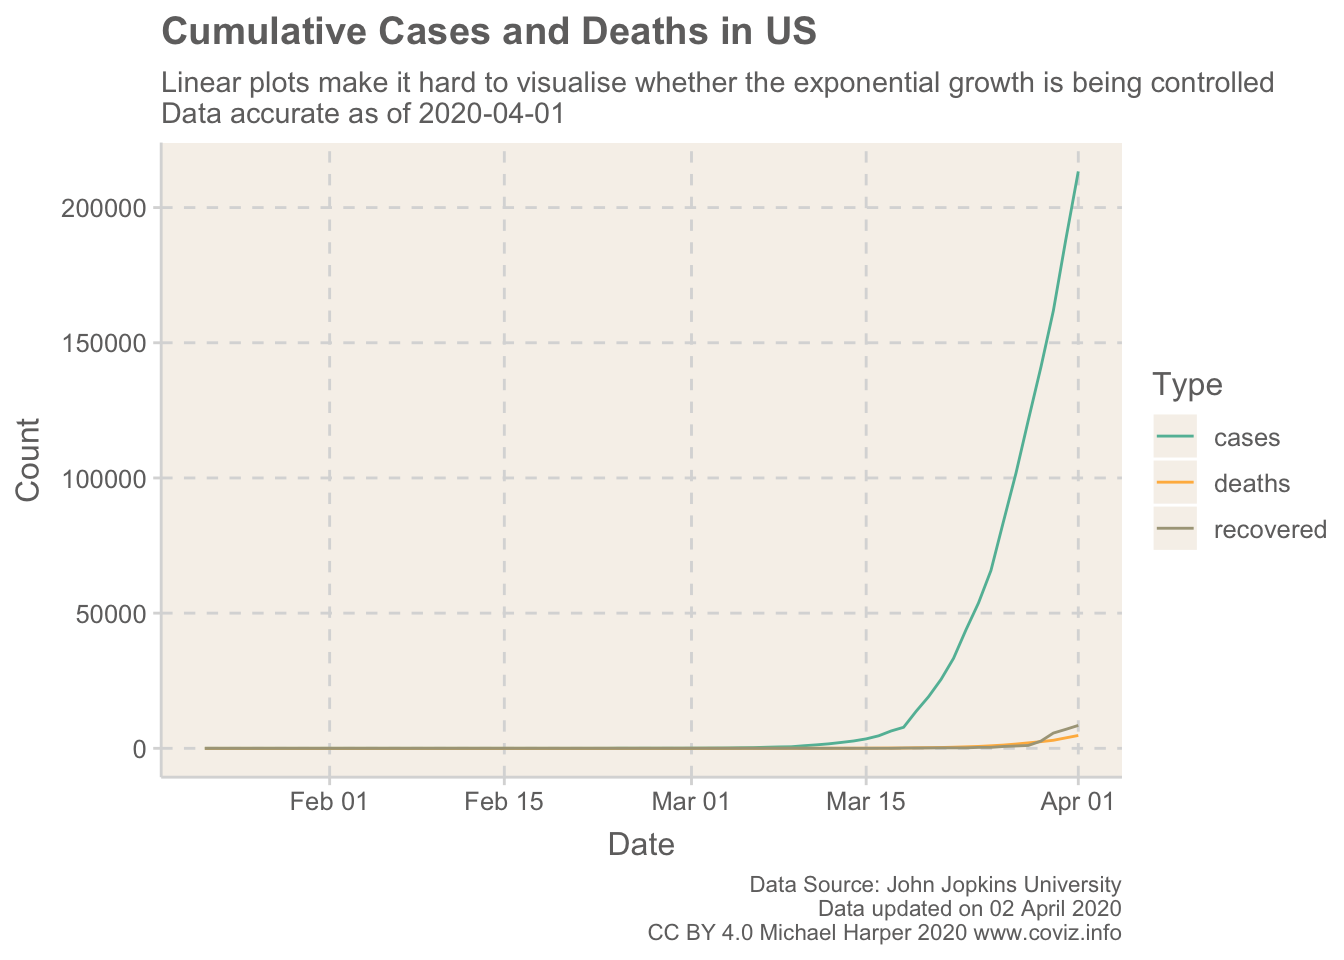 Cumulative Cases and Deaths in US
Linear plots make it hard to visualise whether the exponential growth is being controlled
Data accurate as of 2020-04-01
200000
150000
100000
50000
0
Count
Feb 01 Feb 15 Mar 01 Mar 15 Apr 01
Date
Type
cases
deaths
recovered
Data Source: John Jopkins University
Data updated on 02 April 2020
CC BY 4.0 Michael Harper 2020 www.coviz.info